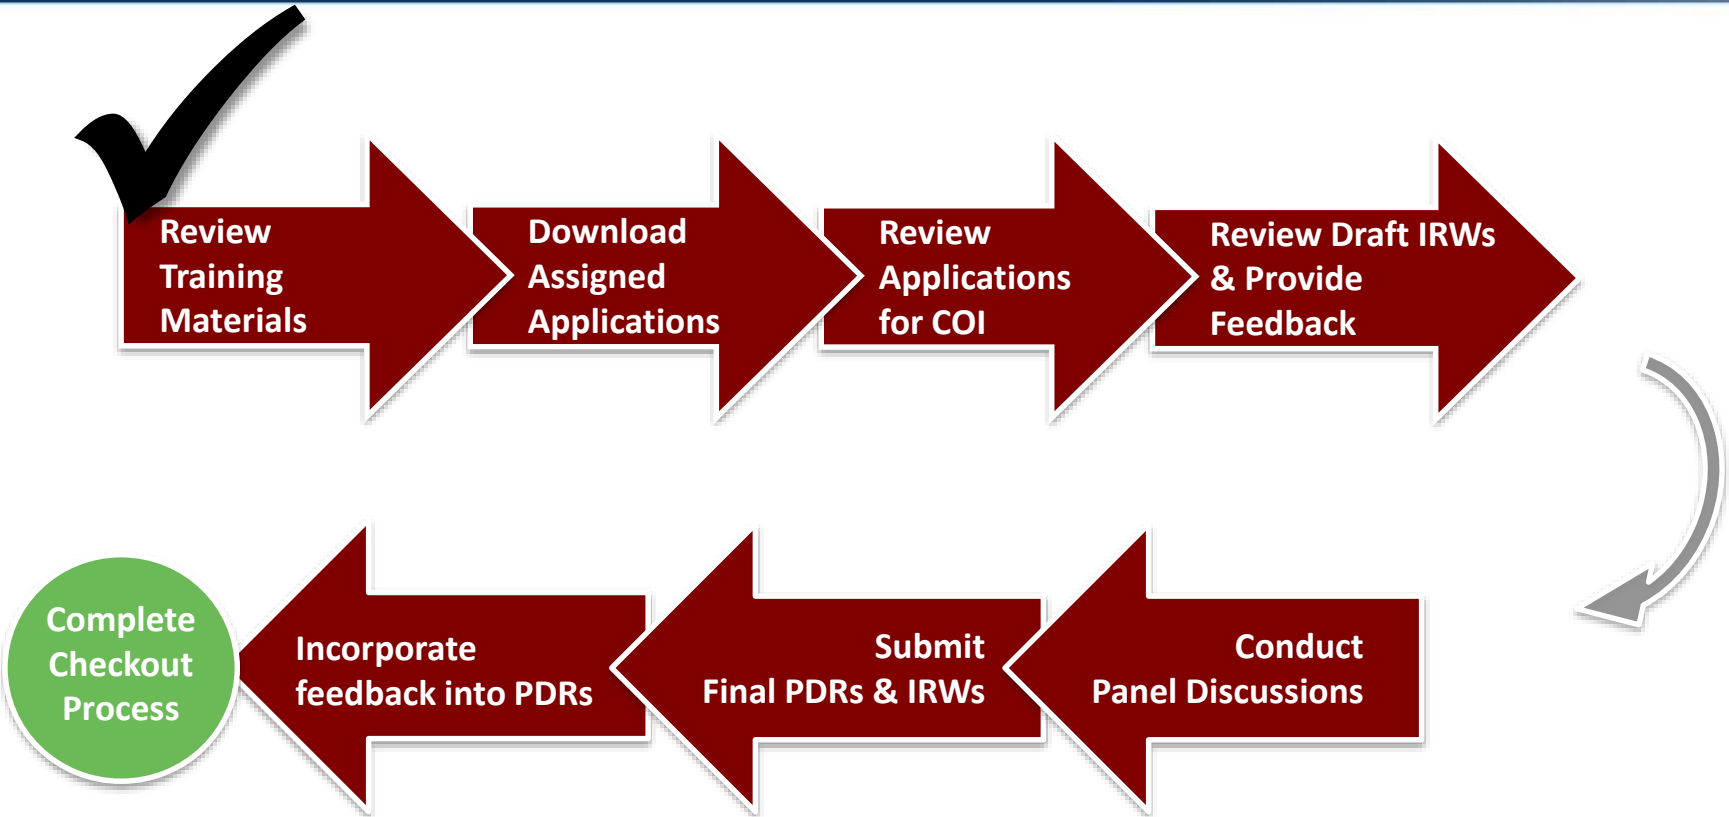 Review
Training
Materials
Download
Assigned
Applications
Review
Applications
for COI
Review Draft IRWs
& Provide
Feedback
Conduct
Panel Discussions
Submit
Final PDRs & IRWs
Incorporate
feedback into PDRs
Complete
Checkout
Process